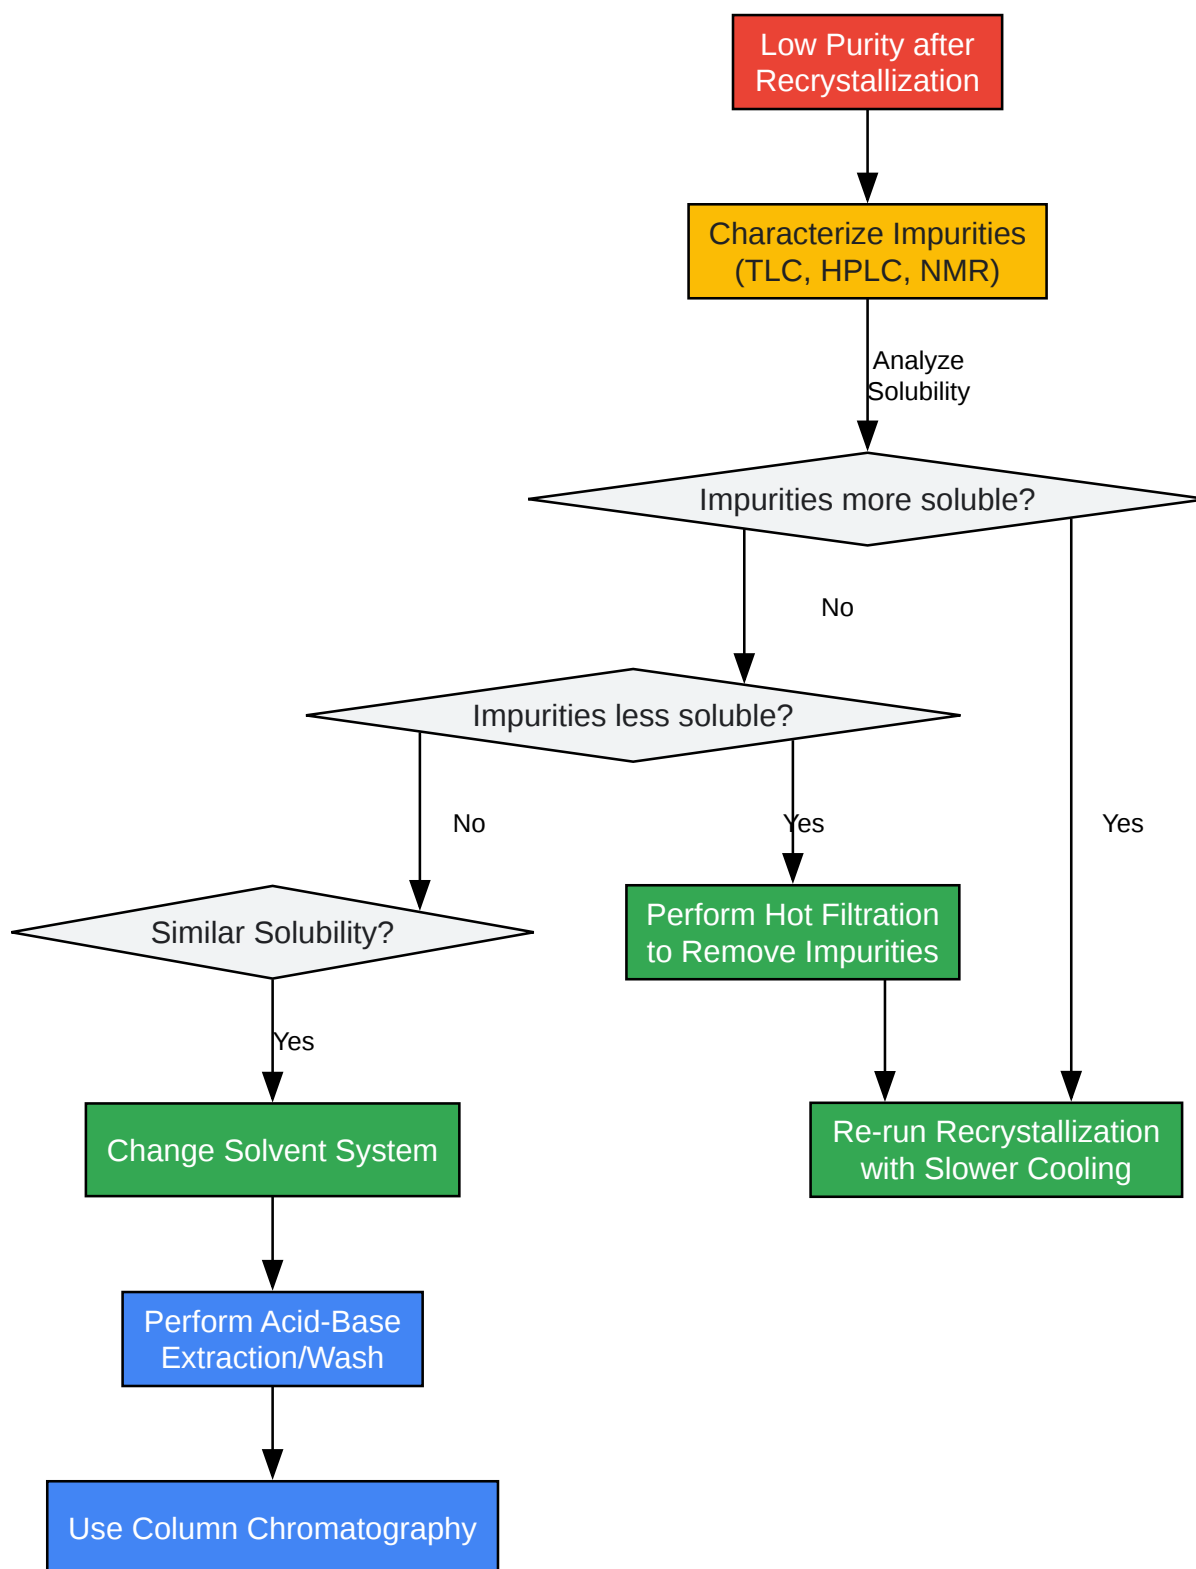 Low Purity after
Recrystallization
Characterize Impurities
(TLC, HPLC, NMR)
Analyze
Solubility
Impurities more soluble?
No
Impurities less soluble?
No
Yes
Yes
Similar Solubility?
Perform Hot Filtration
to Remove Impurities
Yes
Change Solvent System
Re-run Recrystallization
with Slower Cooling
Perform Acid-Base
Extraction/Wash
Use Column Chromatography